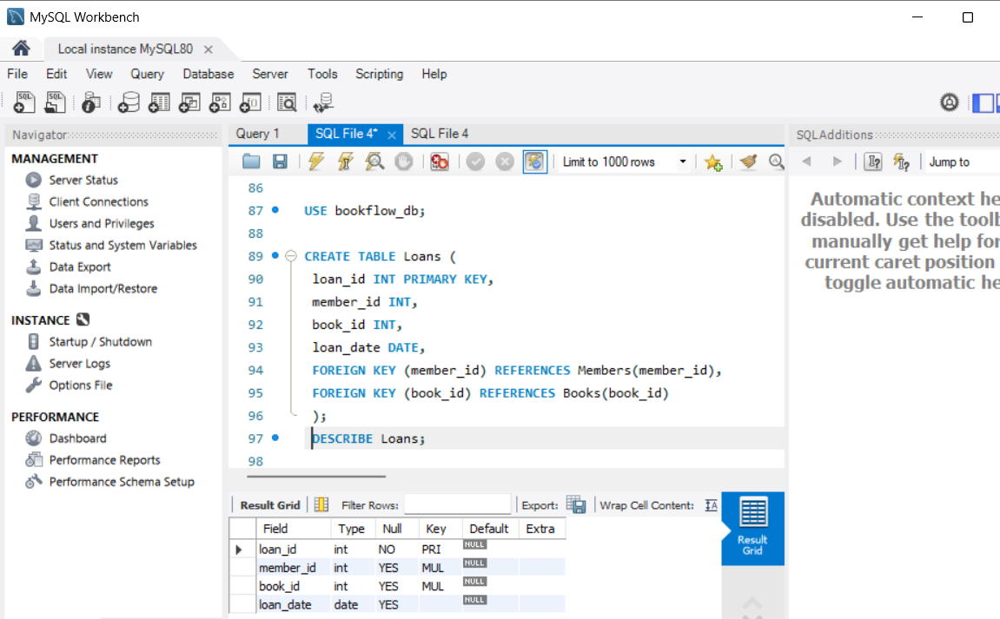 MySQL Workbench
Local instance MySQL80
File Edit View Query Database Server Tools Scripting Help
SQL SQL
Navigator
Query 1 SQL File 4* SQL File 4
SQLAdditions
Limit to 1000 rows
Jump to
MANAGEMENT
Server Status
Client Connections
Users and Privileges
Status and System Variables
Data Export
Data Import/Restore
INSTANCE
Startup / Shutdown
Server Logs
Options File
PERFORMANCE
Dashboard
Performance Reports
Performance Schema Setup
86
87 USE bookflow_db;
88
89 CREATE TABLE Loans (
90 loan_id INT PRIMARY KEY,
91 member_id INT,
92 book_id INT,
93 loan_date DATE,
94 FOREIGN KEY (member_id) REFERENCES Members(member_id),
95 FOREIGN KEY (book_id) REFERENCES Books(book_id)
96 );
97 DESCRIBE Loans;
98
Automatic context he
disabled. Use the toolb
manually get help for
current caret position
toggle automatic he
Result Grid Filter Rows: Export: Wrap Cell Content: IA
Field Type Null Key Default Extra
loan_id int NO PRI NULL
member_id int YES MUL NULL
book_id int YES MUL NULL
loan_date date YES NULL
Result
Grid